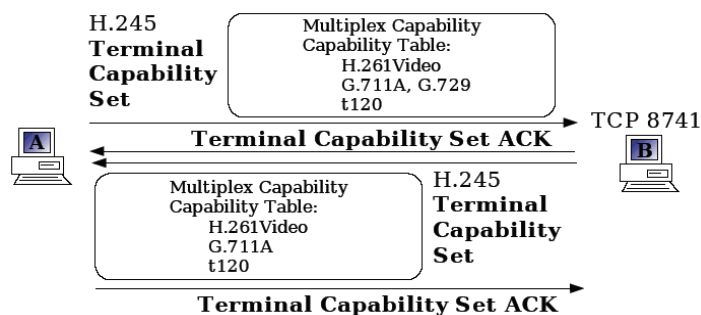 H.245
Terminal
Capability
Set
Multiplex Capability
Capability Table:
H.261Video
G.711A, G.729
t120
TCP 8741
A
Terminal Capability Set ACK
B
Multiplex Capability
Capability Table:
H.261Video
G.711A
t120
H.245
Terminal
Capability
Set
Terminal Capability Set ACK